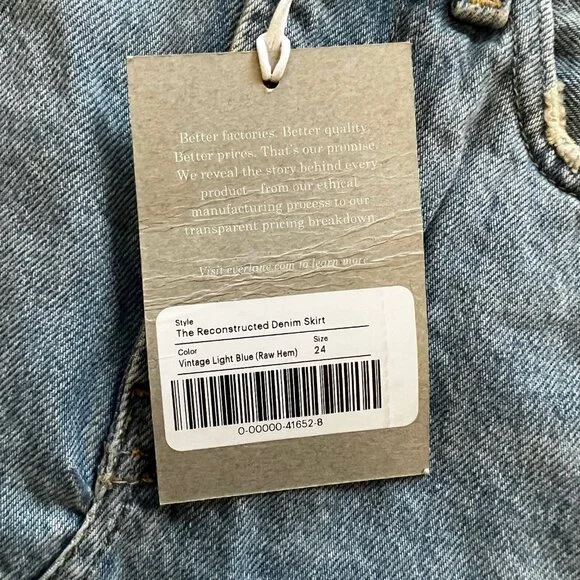 Better factories. Better quality.
Better prices. That's our promise.
We reveal the story behind every
product—from our ethical
manufacturing process to our
transparent pricing breakdown.
Visit everlane.com to learn more.
Style
The Reconstructed Denim Skirt
Color Size
Vintage Light Blue (Raw Hem) 24
0-00000-41652-8